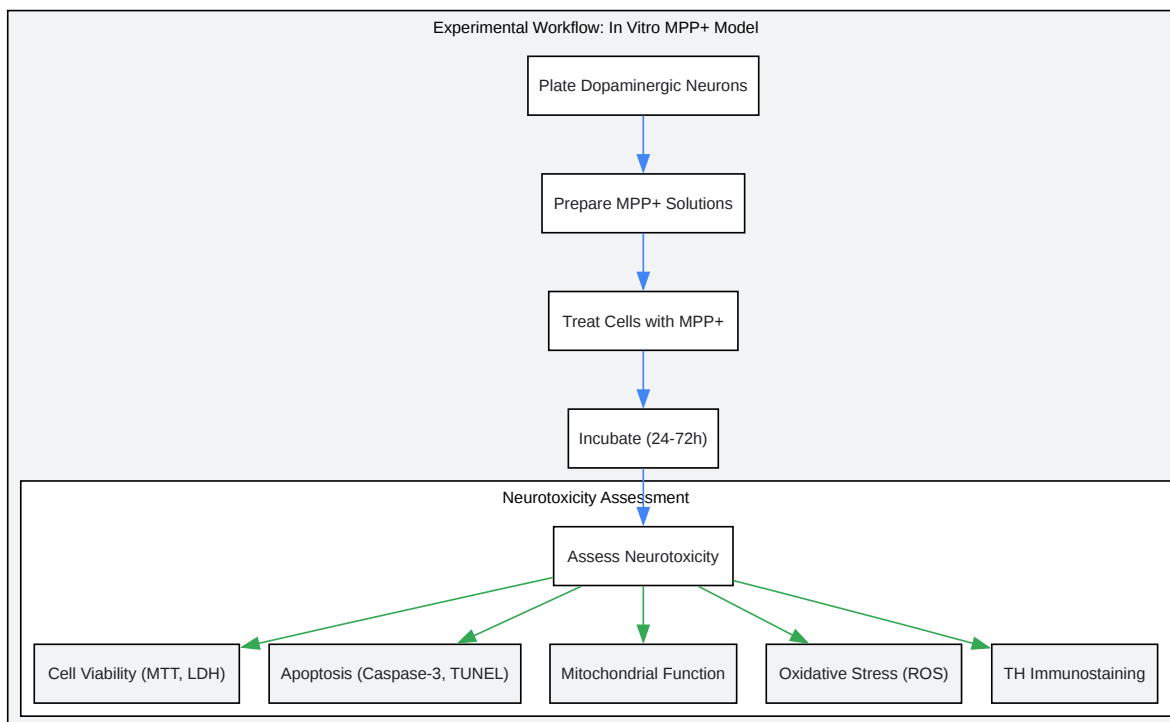 Experimental Workflow: In Vitro MPP+ Model
Plate Dopaminergic Neurons
Prepare MPP+ Solutions
Treat Cells with MPP+
Incubate (24-72h)
Neurotoxicity Assessment
Assess Neurotoxicity
Cell Viability (MTT, LDH)
Apoptosis (Caspase-3, TUNEL)
Mitochondrial Function
Oxidative Stress (ROS)
TH Immunostaining